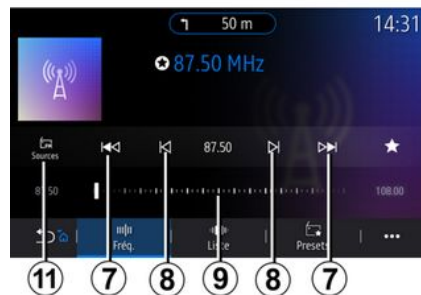 50 m
14:31
87.50 MHz
Sources
87.50
87.50
108.00
Fréq.
Liste
Presets
11
7
8
9
8
7